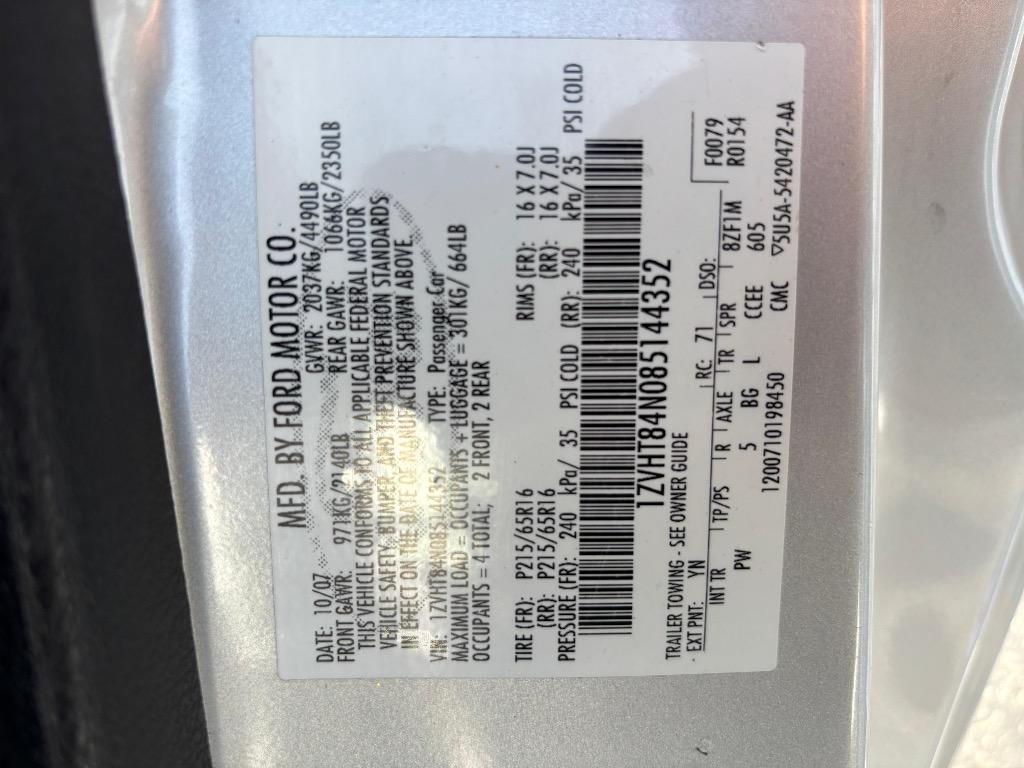 MFD. BY FORD MOTOR CO.
DATE: 10/07 GVWR: 2037KG/4490LB
FRONT GAWR: 971KG/2140LB REAR GAWR: 1066KG/2350LB
THIS VEHICLE CONFORMS TO ALL APPLICABLE FEDERAL MOTOR
VEHICLE SAFETY, BUMPER, AND THEFT PREVENTION STANDARDS
IN EFFECT ON THE DATE OF MANUFACTURE SHOWN ABOVE.
VIN: 1ZVHT84N085144352 TYPE: Passenger Car
MAXIMUM LOAD = OCCUPANTS + LUGGAGE = 301KG/ 664LB
OCCUPANTS = 4 TOTAL; 2 FRONT, 2 REAR
TIRE (FR): P215/65R16 RIMS (FR): 16 X 7.0J
(RR): P215/65R16 (RR): 16 X 7.0J
PRESSURE (FR): 240 kPa/ 35 PSI COLD (RR): 240 kPa/ 35 PSI COLD
1ZVHT84N085144352
TRAILER TOWING - SEE OWNER GUIDE
EXT PNT: YN RC: 71 DSO: F0079
R0154
INT TR TP/PS R AXLE TR SPR BZF1M
PW 5 BG L CCEE 605
1200710198450 CMC ▽5U5A-5420472-AA